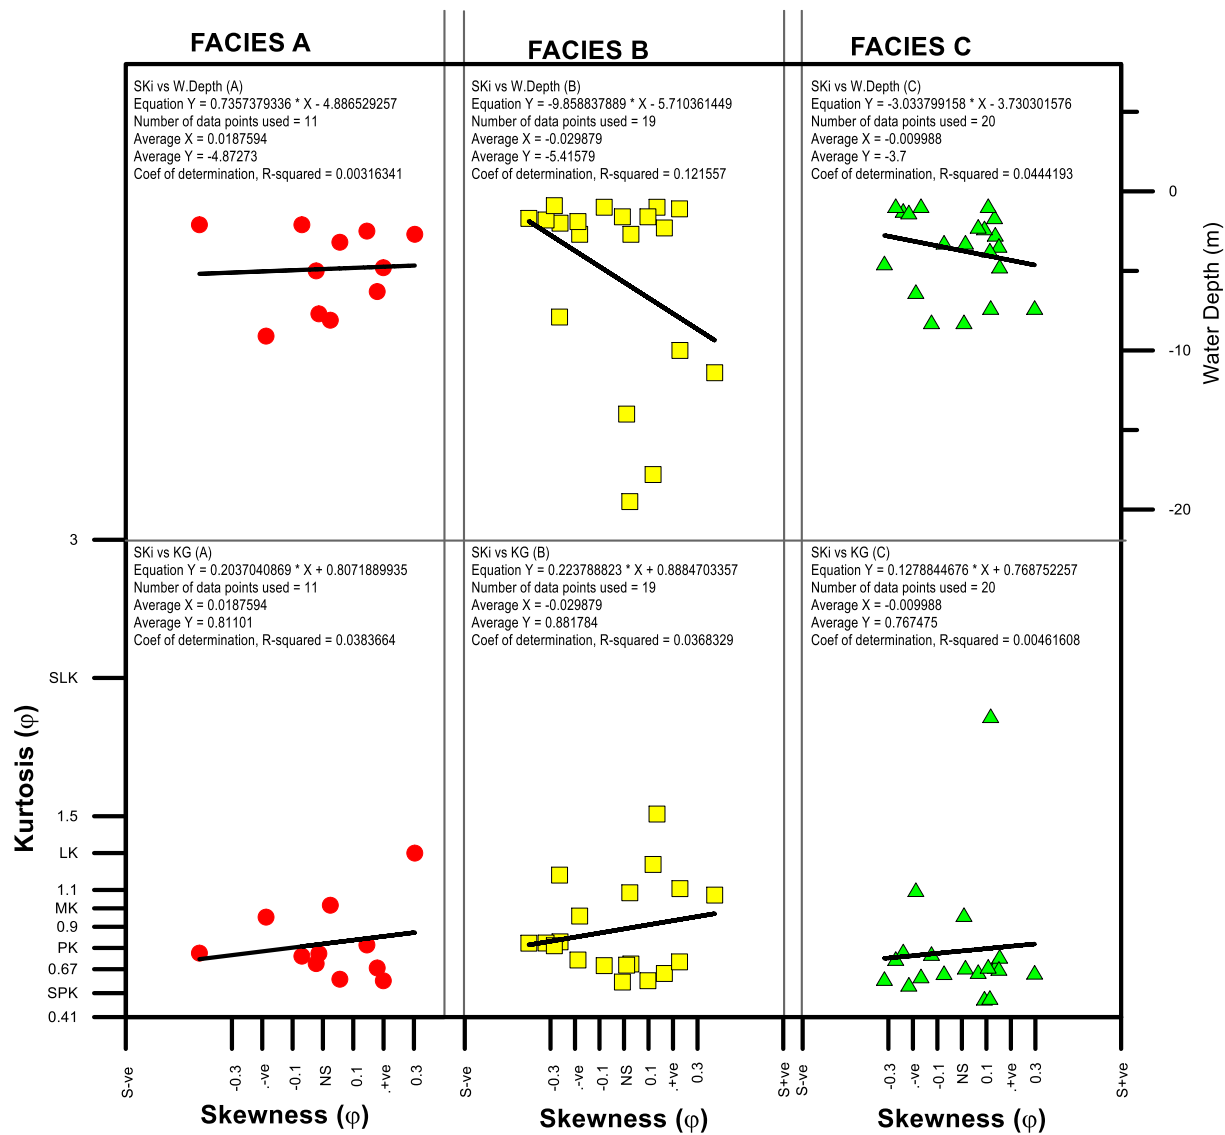 FACIES A
FACIES B
FACIES C
SKi vs W.Depth (A)
Equation Y = 0.7357379336 * X - 4.886529257
Number of data points used = 11
Average X = 0.0187594
Average Y = -4.87273
Coef of determination, R-squared = 0.00316341
SKi vs W.Depth (B)
Equation Y = -9.858837889 * X - 5.710361449
Number of data points used = 19
Average X = -0.029879
Average Y = -5.41579
Coef of determination, R-squared = 0.121557
SKi vs W.Depth (C)
Equation Y = -3.033799158 * X - 3.730301576
Number of data points used = 20
Average X = -0.009988
Average Y = -3.7
Coef of determination, R-squared = 0.0444193
0
-10
-20
Water Depth (m)
SKi vs KG (A)
Equation Y = 0.2037040869 * X + 0.8071889935
Number of data points used = 11
Average X = 0.0187594
Average Y = 0.81101
Coef of determination, R-squared = 0.0383664
SKi vs KG (B)
Equation Y = 0.223788823 * X + 0.8884703357
Number of data points used = 19
Average X = -0.029879
Average Y = 0.881784
Coef of determination, R-squared = 0.0368329
SKi vs KG (C)
Equation Y = 0.1278844676 * X + 0.768752257
Number of data points used = 20
Average X = -0.009988
Average Y = 0.767475
Coef of determination, R-squared = 0.00461608
3
SLK
1.5
LK
1.1
MK
0.9
PK
0.67
SPK
0.41
Kurtosis (φ)
S-ve
-0.3
.-ve
-0.1
NS
0.1
.+ve
0.3
S-ve
-0.3
.-ve
-0.1
NS
0.1
.+ve
0.3
S+ve
S-ve
-0.3
.-ve
-0.1
NS
0.1
.+ve
0.3
S+ve
Skewness (φ)
Skewness (φ)
Skewness (φ)